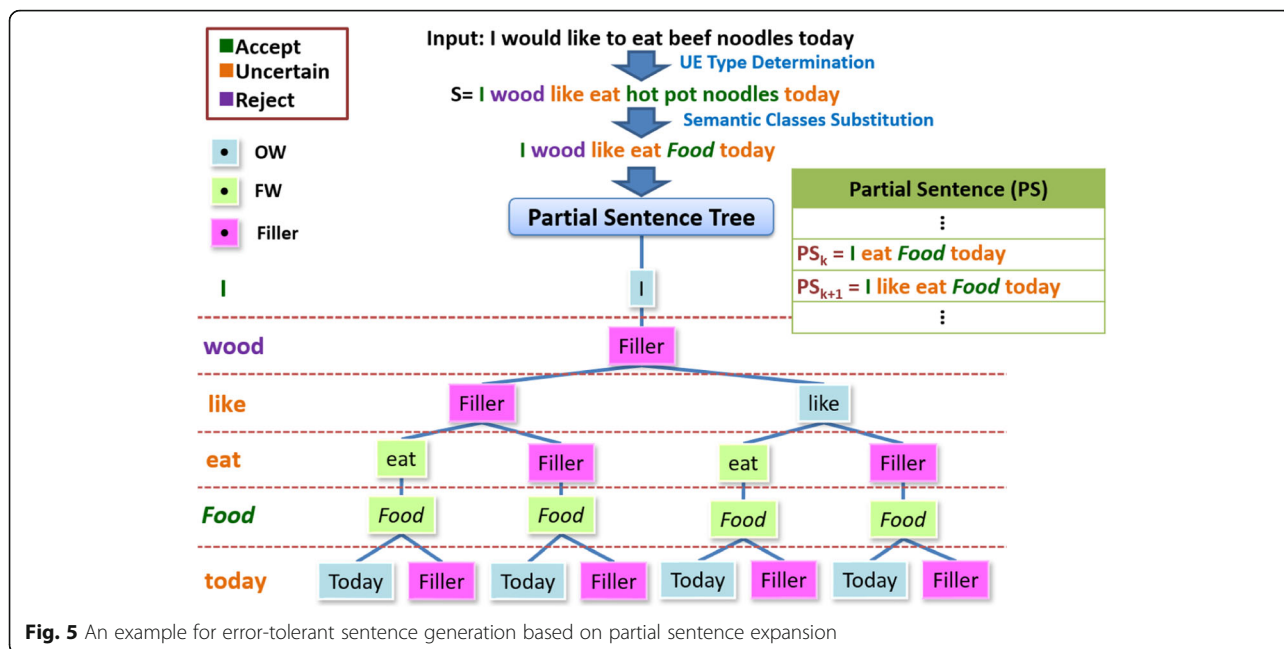 Accept
Uncertain
Reject
OW
FW
Filler
Input: I would like to eat beef noodles today
UE Type Determination
S= I wood like eat hot pot noodles today
Semantic Classes Substitution
I wood like eat Food today
Partial Sentence Tree
Partial Sentence (PS)
⋮
PSk = I eat Food today
PSk+1 = I like eat Food today
⋮
I I
wood Filler
like Filler like
eat eat Filler eat Filler
Food Food Food Food Food
today Today Filler Today Filler Today Filler Today Filler
Fig. 5 An example for error-tolerant sentence generation based on partial sentence expansion